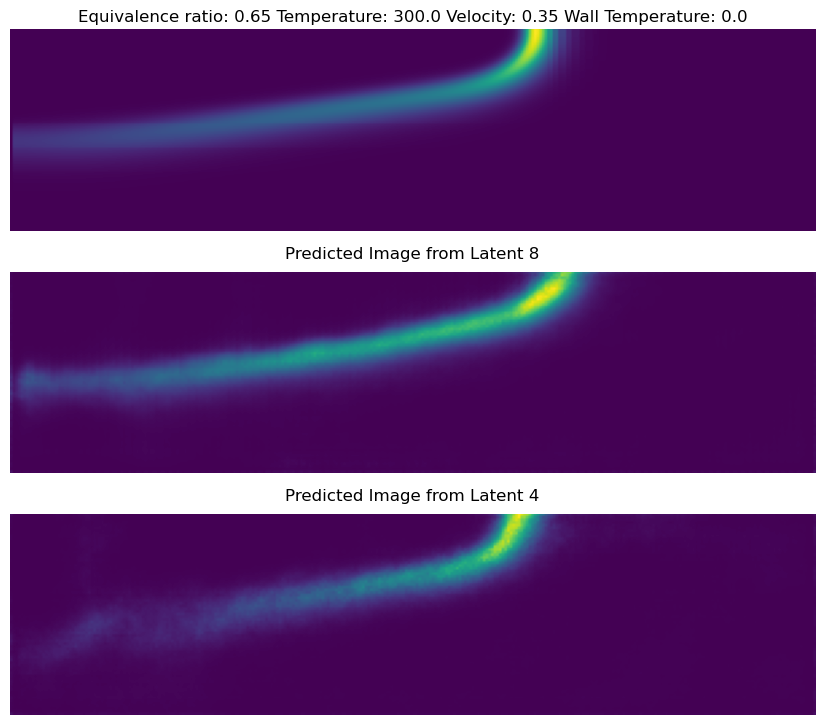 Equivalence ratio: 0.65 Temperature: 300.0 Velocity: 0.35 Wall Temperature: 0.0
Predicted Image from Latent 8
Predicted Image from Latent 4